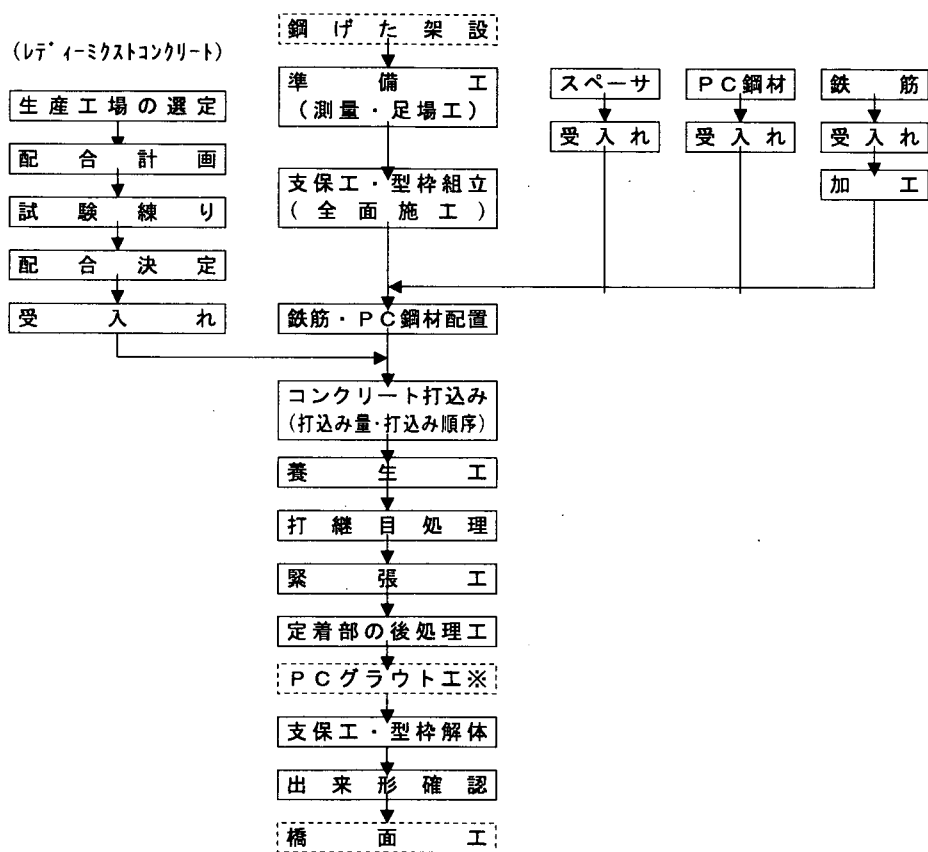 鋼げた架設
(ﾚﾃﾞｨｰﾐｸｽﾄｺﾝｸﾘｰﾄ)
生産工場の選定
配合計画
試験練り
配合決定
受入れ
準備工
(測量・足場工)
支保工・型枠組立
(全面施工)
スペーサ
受入れ
PC鋼材
受入れ
鉄筋
受入れ
加工
鉄筋・PC鋼材配置
コンクリート打込み
(打込み量・打込み順序)
養生工
打継目処理
緊張工
定着部の後処理工
PCグラウト工※
支保工・型枠解体
出来形確認
橋面工